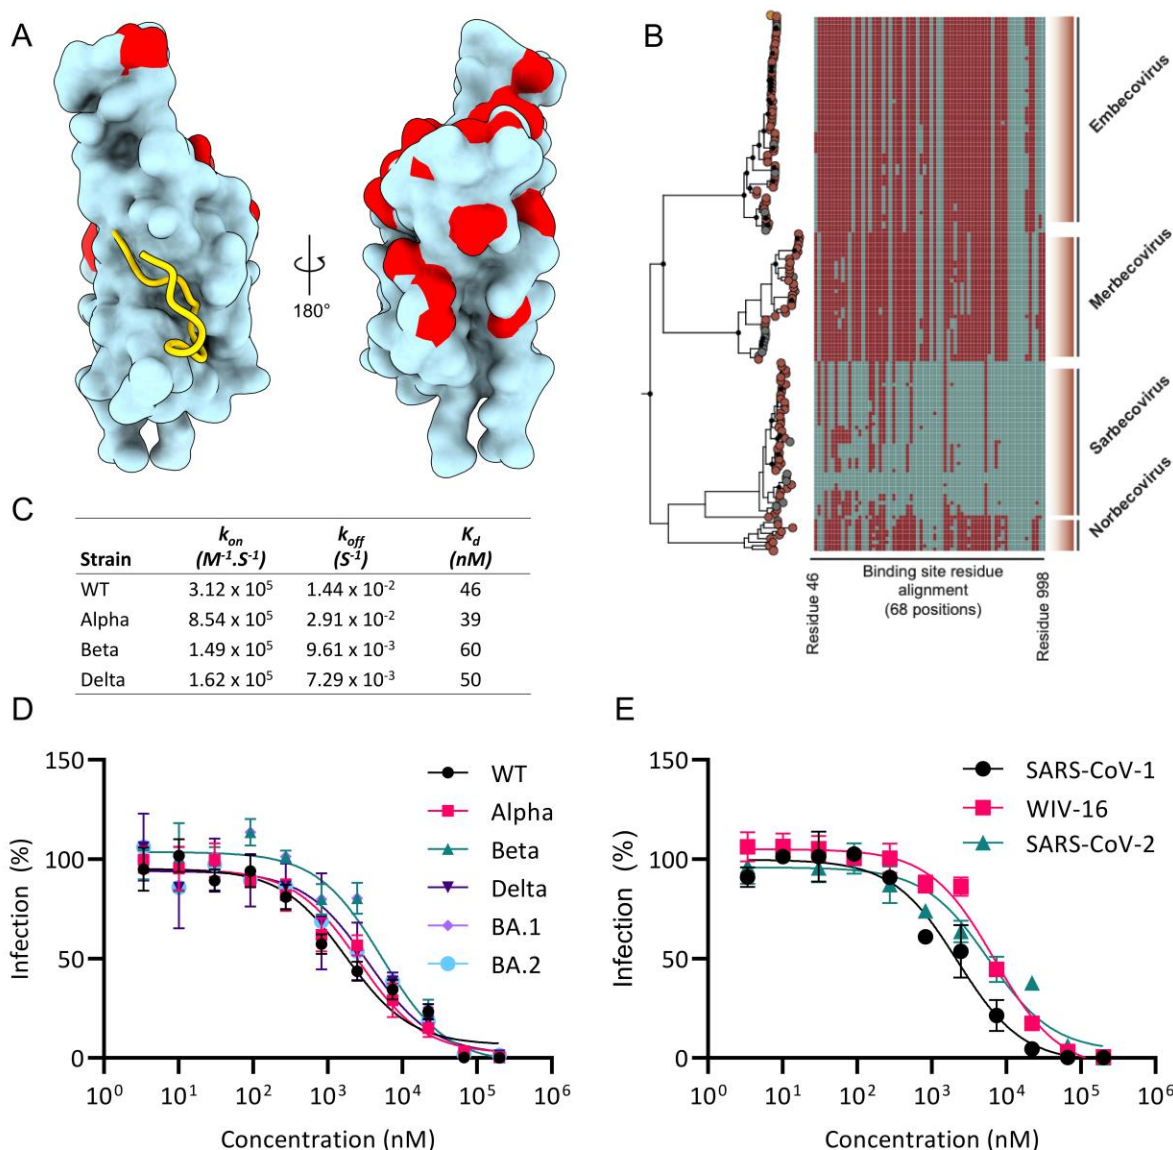 A
B
180°
Embecovirus
Merbecovirus
Sarbecovirus
Norbecovirus
Residue 46
Binding site residue
alignment
(68 positions)
Residue 998
C
Strain kon (M-1.S-1) koff (S-1) Kd (nM)
WT 3.12 x 10⁵ 1.44 x 10⁻² 46
Alpha 8.54 x 10⁵ 2.91 x 10⁻² 39
Beta 1.49 x 10⁵ 9.61 x 10⁻³ 60
Delta 1.62 x 10⁵ 7.29 x 10⁻³ 50
D
150
100
50
0
Infection (%)
WT
Alpha
Beta
Delta
BA.1
BA.2
10⁰ 10¹ 10² 10³ 10⁴ 10⁵ 10⁶
Concentration (nM)
E
150
100
50
0
Infection (%)
SARS-CoV-1
WIV-16
SARS-CoV-2
10⁰ 10¹ 10² 10³ 10⁴ 10⁵ 10⁶
Concentration (nM)